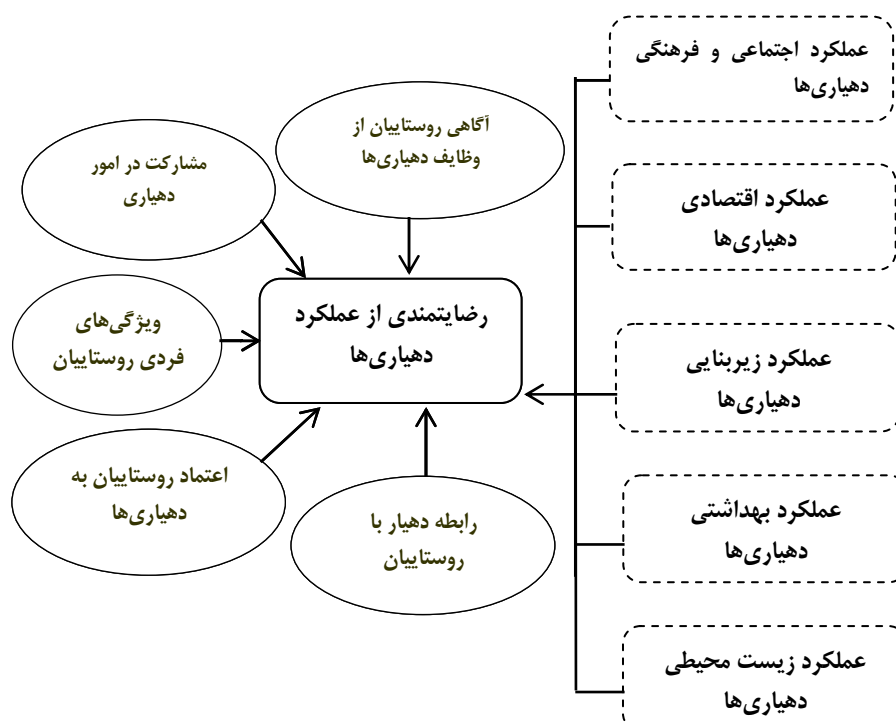 عملکرد اجتماعی و فرهنگی
دهیاری‌ها
آگاهی روستاییان از
وظایف دهیاری‌ها
مشارکت در امور
دهیاری
عملکرد اقتصادی
دهیاری‌ها
ویژگی‌های
فردی روستاییان
رضایتمندی از عملکرد
دهیاری‌ها
عملکرد زیربنایی
دهیاری‌ها
اعتماد روستاییان به
دهیاری‌ها
رابطه دهیار با
روستاییان
عملکرد بهداشتی
دهیاری‌ها
عملکرد زیست محیطی
دهیاری‌ها